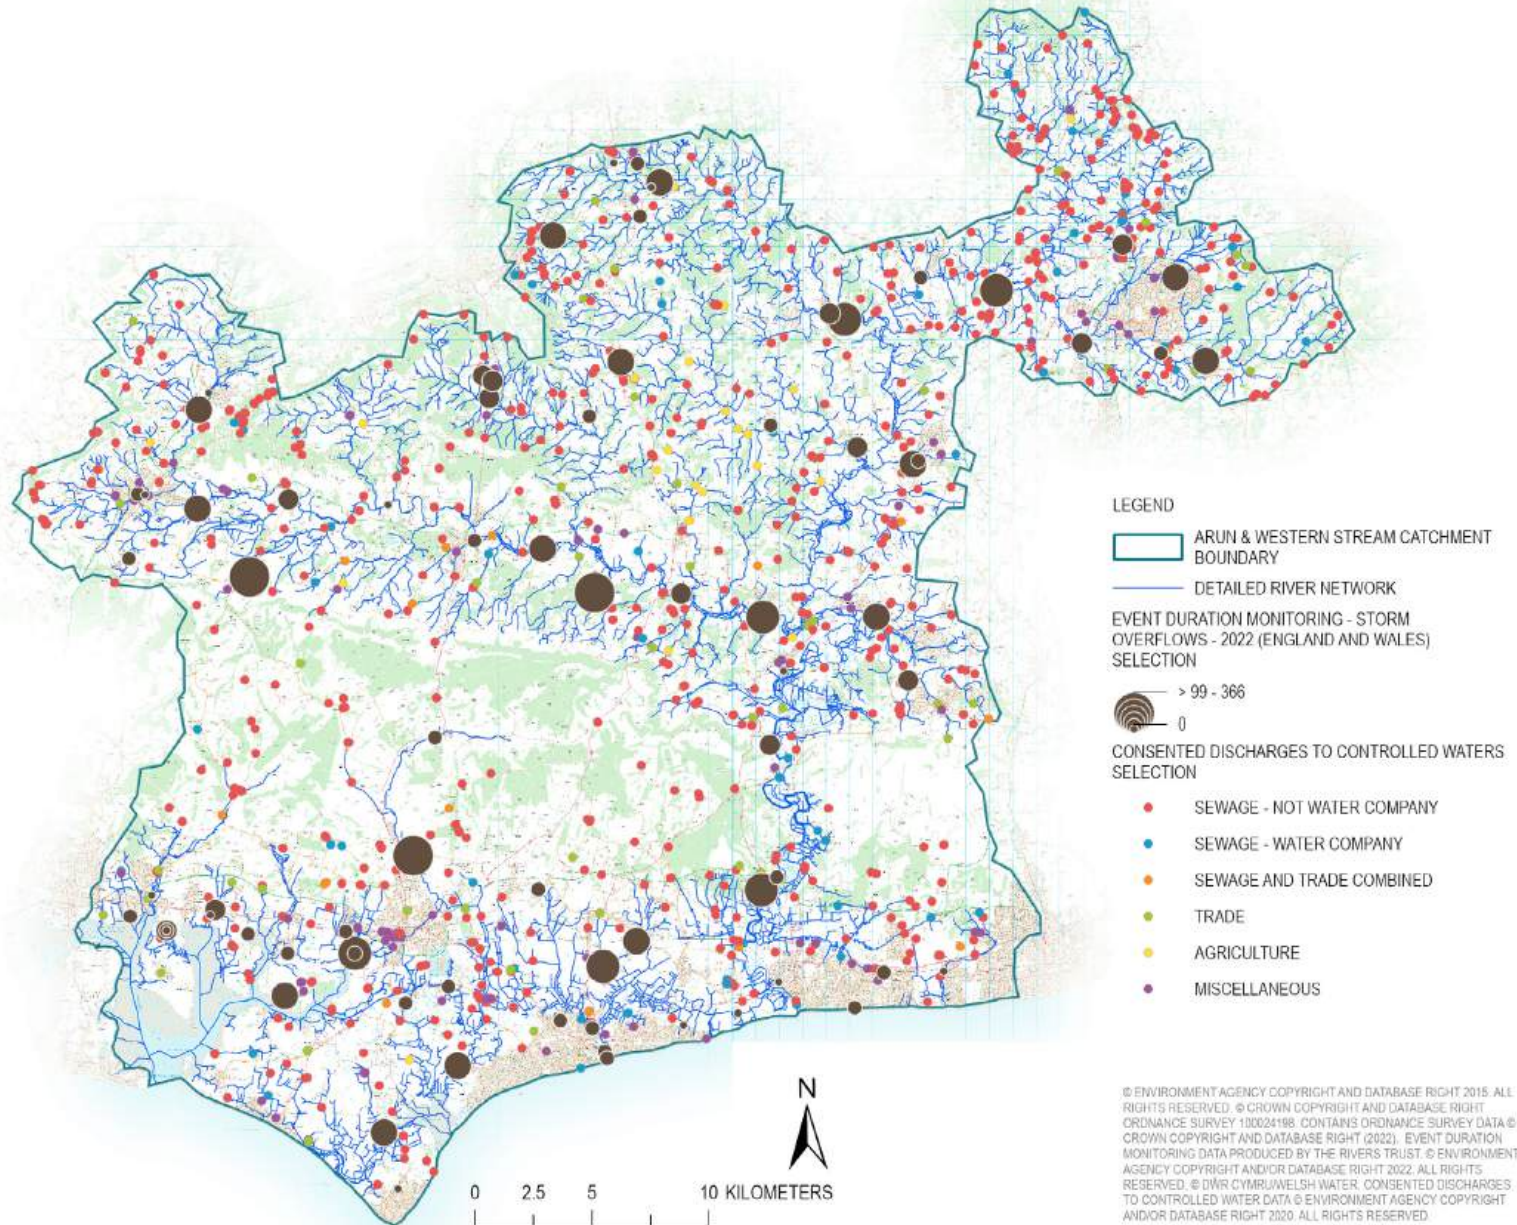 LEGEND
ARUN & WESTERN STREAM CATCHMENT
BOUNDARY
DETAILED RIVER NETWORK
EVENT DURATION MONITORING - STORM
OVERFLOWS - 2022 (ENGLAND AND WALES)
SELECTION
> 99 - 366
0
CONSENTED DISCHARGES TO CONTROLLED WATERS
SELECTION
SEWAGE - NOT WATER COMPANY
SEWAGE - WATER COMPANY
SEWAGE AND TRADE COMBINED
TRADE
AGRICULTURE
MISCELLANEOUS
N
0 2.5 5 10 KILOMETERS
© ENVIRONMENT AGENCY COPYRIGHT AND DATABASE RIGHT 2015. ALL
RIGHTS RESERVED. © CROWN COPYRIGHT AND DATABASE RIGHT
ORDNANCE SURVEY 100024198. CONTAINS ORDNANCE SURVEY DATA ©
CROWN COPYRIGHT AND DATABASE RIGHT (2022). EVENT DURATION
MONITORING DATA PRODUCED BY THE RIVERS TRUST. © ENVIRONMENT
AGENCY COPYRIGHT AND/OR DATABASE RIGHT 2022. ALL RIGHTS
RESERVED. © DŴR CYMRU/WELSH WATER. CONSENTED DISCHARGES
TO CONTROLLED WATER DATA © ENVIRONMENT AGENCY COPYRIGHT
AND/OR DATABASE RIGHT 2020. ALL RIGHTS RESERVED.